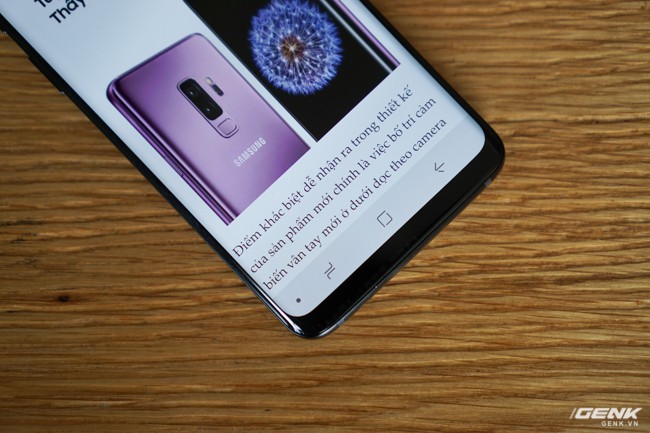 Thấy
SAMSUNG
Điểm khác biệt dễ nhận ra trong thiết kế
của sản phẩm mới chính là việc bố trí cảm
biến vân tay mới ở dưới dọc theo camera
GENK
GENK.VN